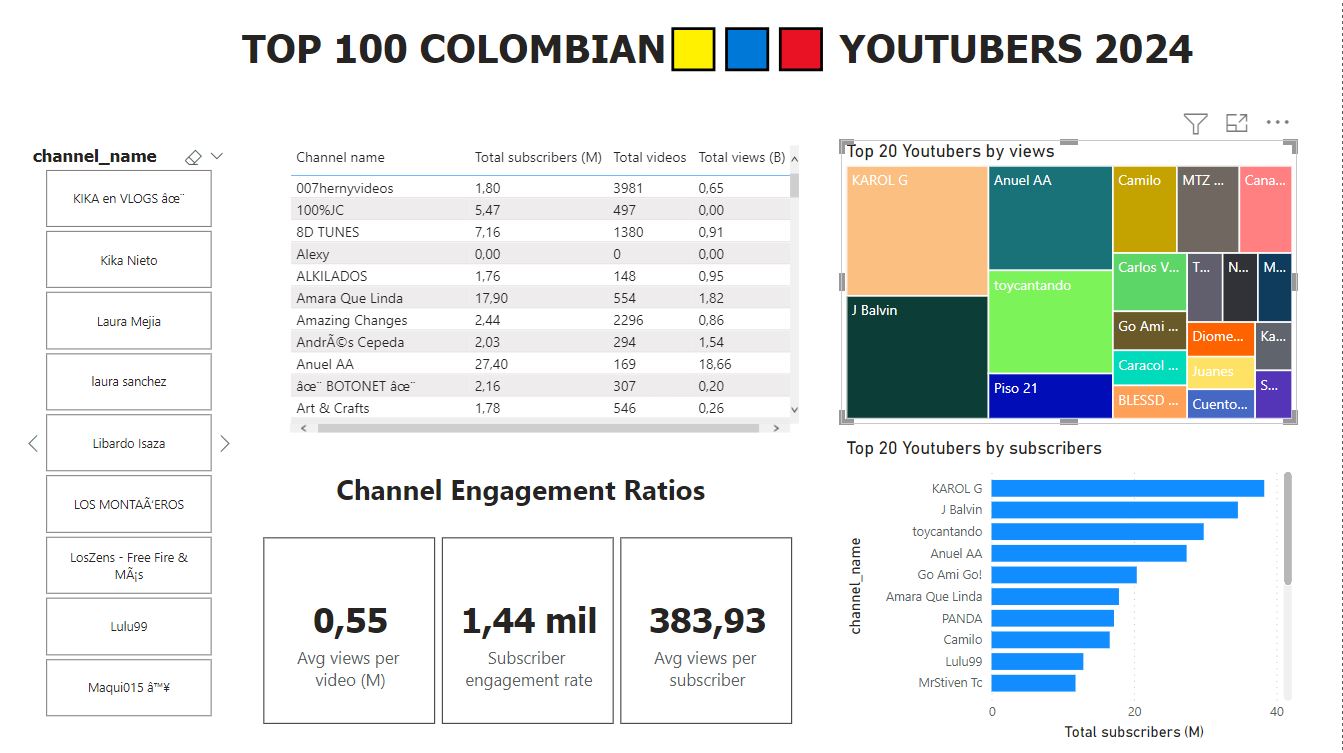 TOP 100 COLOMBIAN YOUTUBERS 2024
channel_name
KIKA en VLOGS âœ¨
Kika Nieto
Laura Mejia
laura sanchez
Libardo Isaza
LOS MONTAÃ‘EROS
LosZens - Free Fire &
MÃ¡s
Lulu99
Maqui015 â™¥
Channel name Total subscribers (M) Total videos Total views (B)
007hernyvideos 1,80 3981 0,65
100%JC 5,47 497 0,00
8D TUNES 7,16 1380 0,91
Alexy 0,00 0 0,00
ALKILADOS 1,76 148 0,95
Amara Que Linda 17,90 554 1,82
Amazing Changes 2,44 2296 0,86
AndrÃ©s Cepeda 2,03 294 1,54
Anuel AA 27,40 169 18,66
âœ¨ BOTONET âœ¨ 2,16 307 0,20
Art & Crafts 1,78 546 0,26
Channel Engagement Ratios
0,55
Avg views per
video (M)
1,44 mil
Subscriber
engagement rate
383,93
Avg views per
subscriber
Top 20 Youtubers by views
KAROL G
J Balvin
Anuel AA
toycantando
Piso 21
Camilo
MTZ ...
Cana...
Carlos V...
Go Ami ...
Caracol ...
BLESSD ...
T...
N...
M...
Diome...
Juanes
Cuento...
Ka...
S...
Top 20 Youtubers by subscribers
channel_name
KAROL G
J Balvin
toycantando
Anuel AA
Go Ami Go!
Amara Que Linda
PANDA
Camilo
Lulu99
MrStiven Tc
0 20 40
Total subscribers (M)